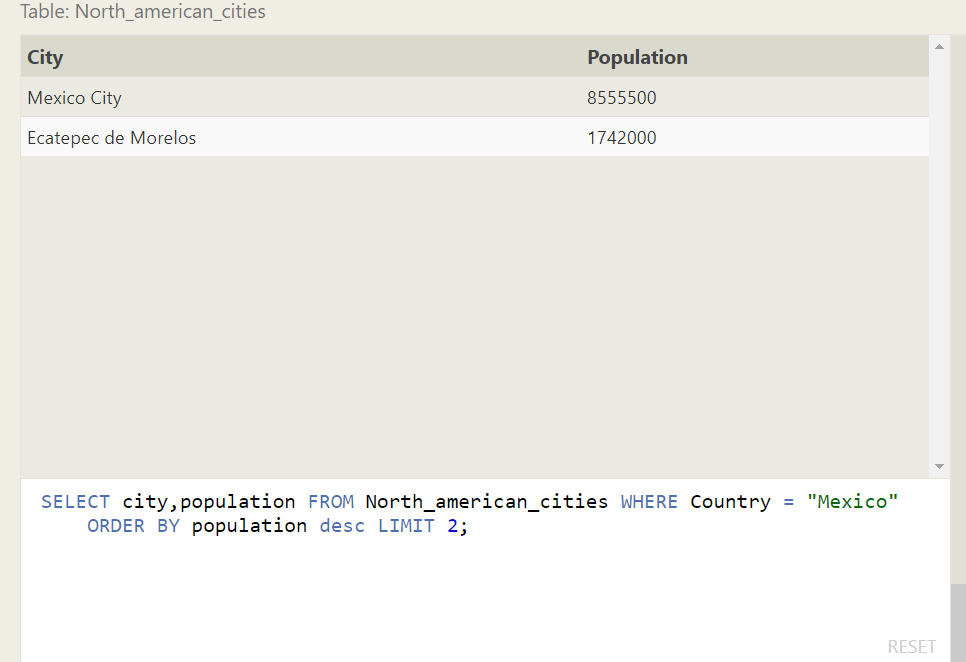 Table: North_american_cities
City Population
Mexico City 8555500
Ecatepec de Morelos 1742000
SELECT city,population FROM North_american_cities WHERE Country = "Mexico"
ORDER BY population desc LIMIT 2;
RESET